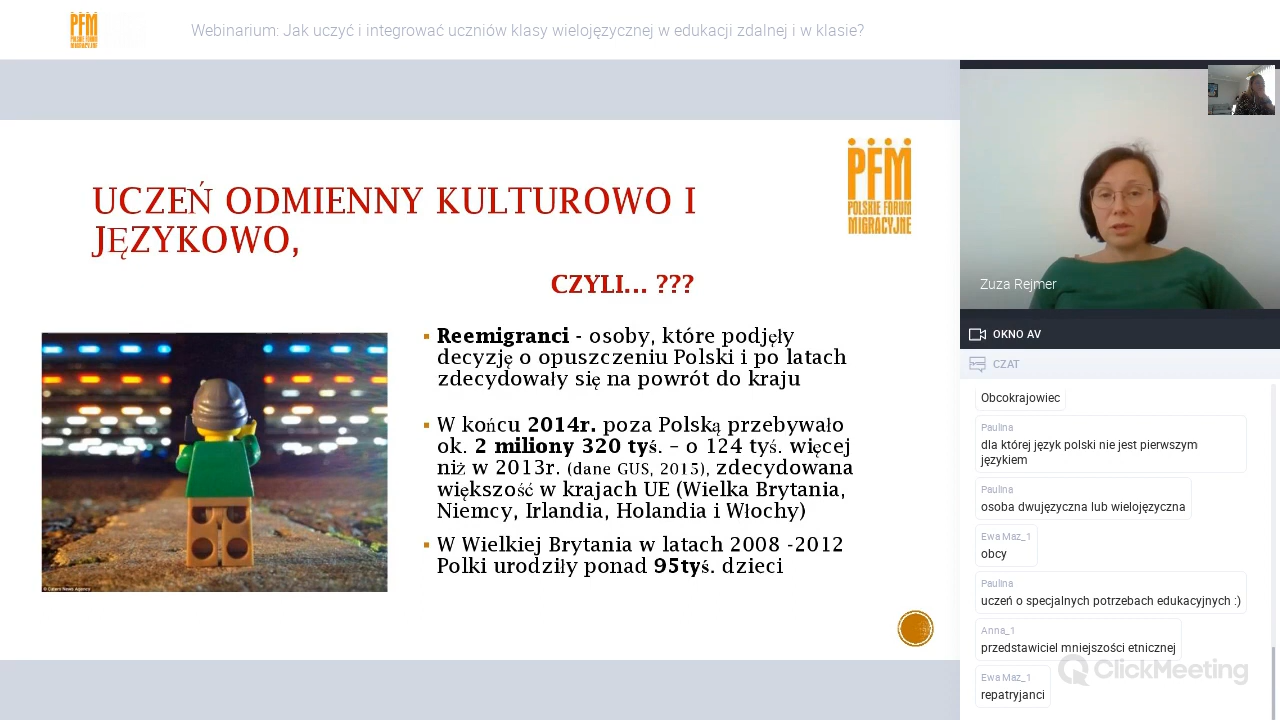 PFM
POLSKIE FORUM
MIGRACYJNE
Webinarium: Jak uczyć i integrować uczniów klasy wielojęzycznej w edukacji zdalnej i w klasie?
PFM
POLSKIE FORUM
MIGRACYJNE
UCZEŃ ODMIENNY KULTUROWO I
JĘZYKOWO,
CZYLI... ???
Reemigranci - osoby, które podjęły
decyzję o opuszczeniu Polski i po latach
zdecydowały się na powrót do kraju
W końcu 2014r. poza Polską przebywało
ok. 2 miliony 320 tyś. – o 124 tyś. więcej
niż w 2013r. (dane GUS, 2015), zdecydowana
większość w krajach UE (Wielka Brytania,
Niemcy, Irlandia, Holandia i Włochy)
W Wielkiej Brytania w latach 2008 -2012
Polki urodziły ponad 95tyś. dzieci
Zuza Rejmer
OKNO AV
CZAT
Obcokrajowiec
Paulina
dla której język polski nie jest pierwszym
językiem
Paulina
osoba dwujęzyczna lub wielojęzyczna
Ewa Maz_1
obcy
Paulina
uczeń o specjalnych potrzebach edukacyjnych :)
Anna_1
przedstawiciel mniejszości etnicznej
Ewa Maz_1
repatryjanci
ClickMeeting